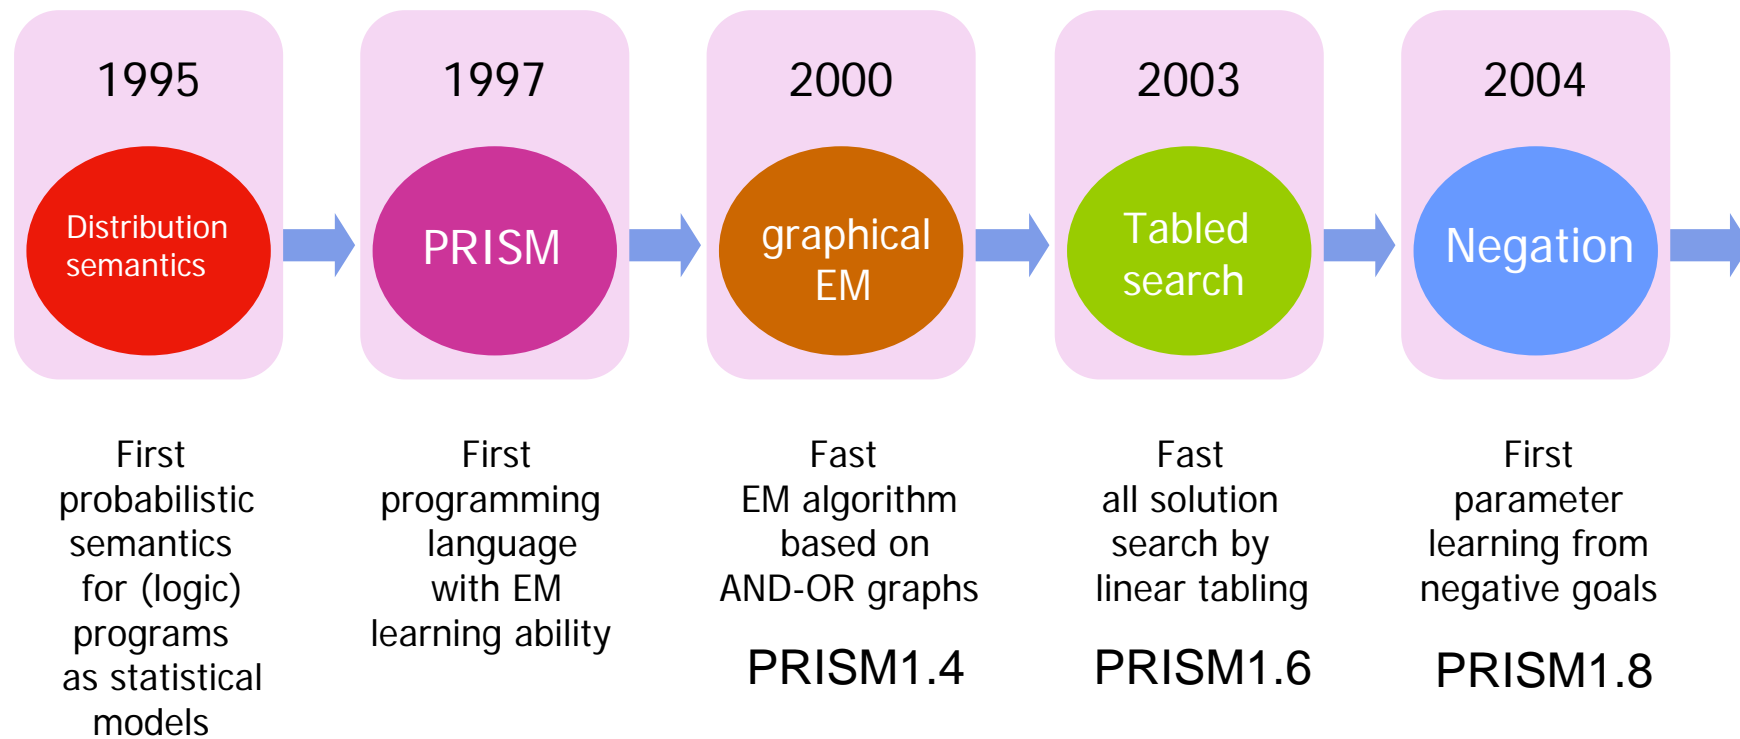 1995
Distribution
semantics
First
probabilistic
semantics
for (logic)
programs
as statistical
models
1997
PRISM
First
programming
language
with EM
learning ability
2000
graphical
EM
Fast
EM algorithm
based on
AND-OR graphs
PRISM1.4
2003
Tabled
search
Fast
all solution
search by
linear tabling
PRISM1.6
2004
Negation
First
parameter
learning from
negative goals
PRISM1.8